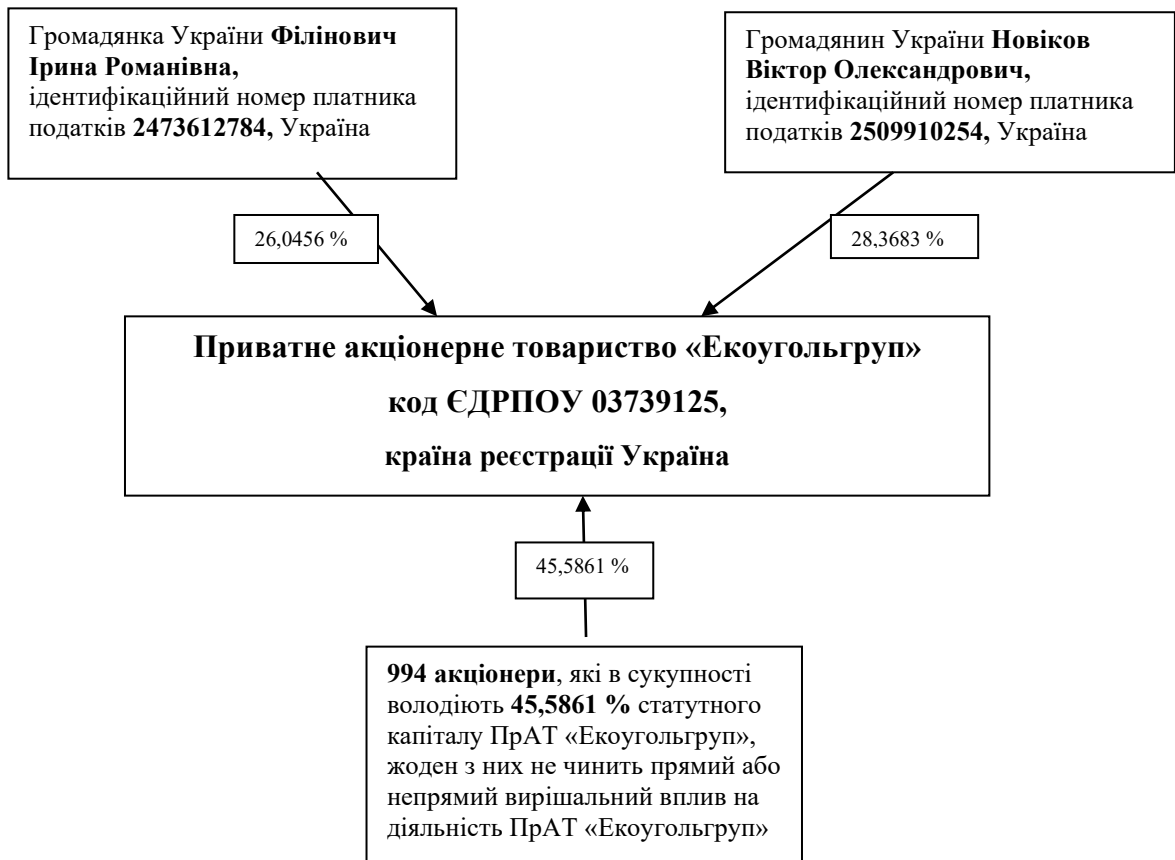 Громадянка України Філінович
Ірина Романівна,
ідентифікаційний номер платника
податків 2473612784, Україна
Громадянин України Новіков
Віктор Олександрович,
ідентифікаційний номер платника
податків 2509910254, Україна
26,0456 %
28,3683 %
Приватне акціонерне товариство «Екоугольгруп»
код ЄДРПОУ 03739125,
країна реєстрації Україна
45,5861 %
994 акціонери, які в сукупності
володіють 45,5861 % статутного
капіталу ПрАТ «Екоугольгруп»,
жоден з них не чинить прямий або
непрямий вирішальний вплив на
діяльність ПрАТ «Екоугольгруп»